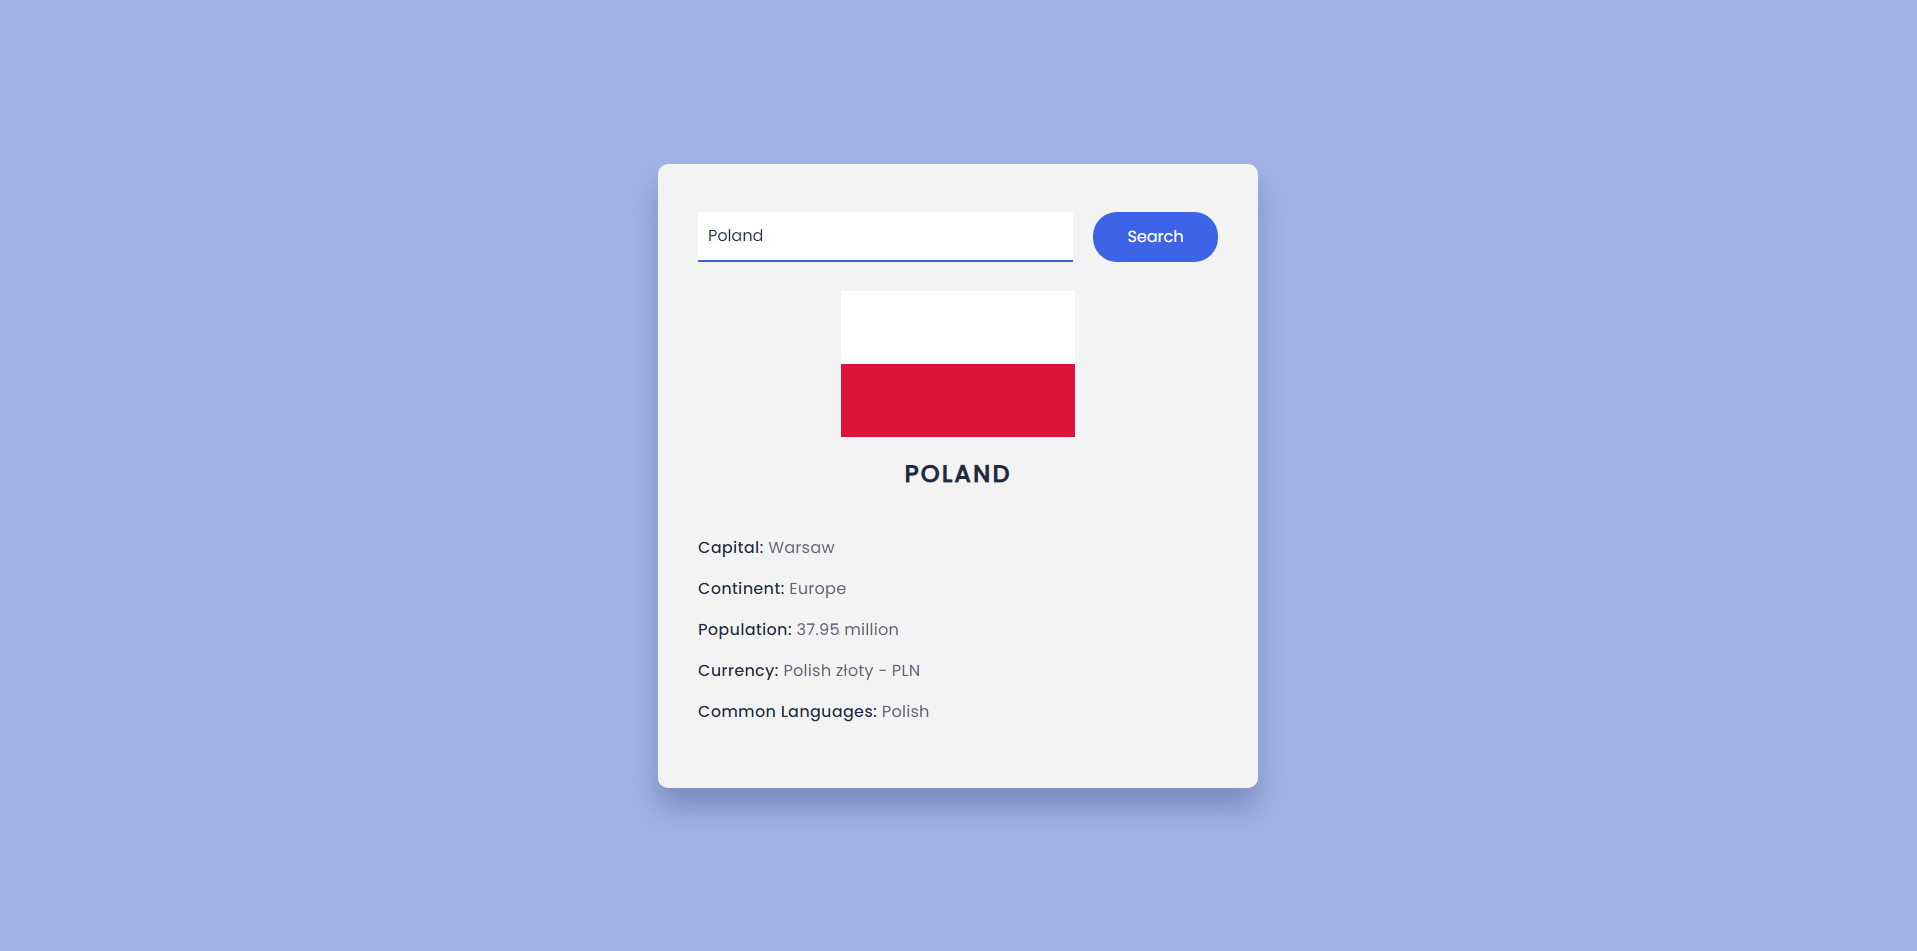 Poland
Search
POLAND
Capital: Warsaw
Continent: Europe
Population: 37.95 million
Currency: Polish złoty - PLN
Common Languages: Polish